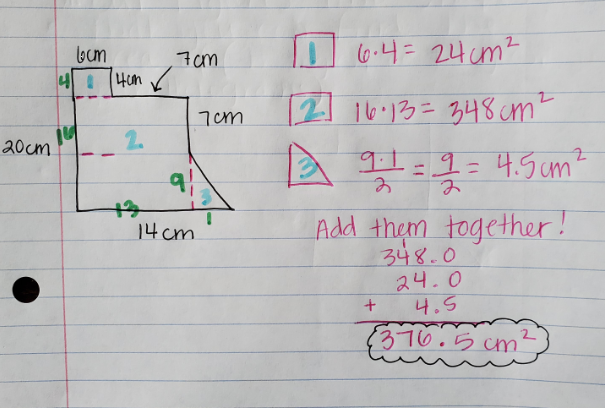 6cm
7cm
4
1
4cm
7cm
16
2
20cm
9
3
13
1
14cm
1 6·4 = 24cm²
2 16·13 = 348cm²
3 9·1/2 = 9/2 = 4.5cm²
Add them together!
1
348.0
24.0
+ 4.5
376.5 cm²